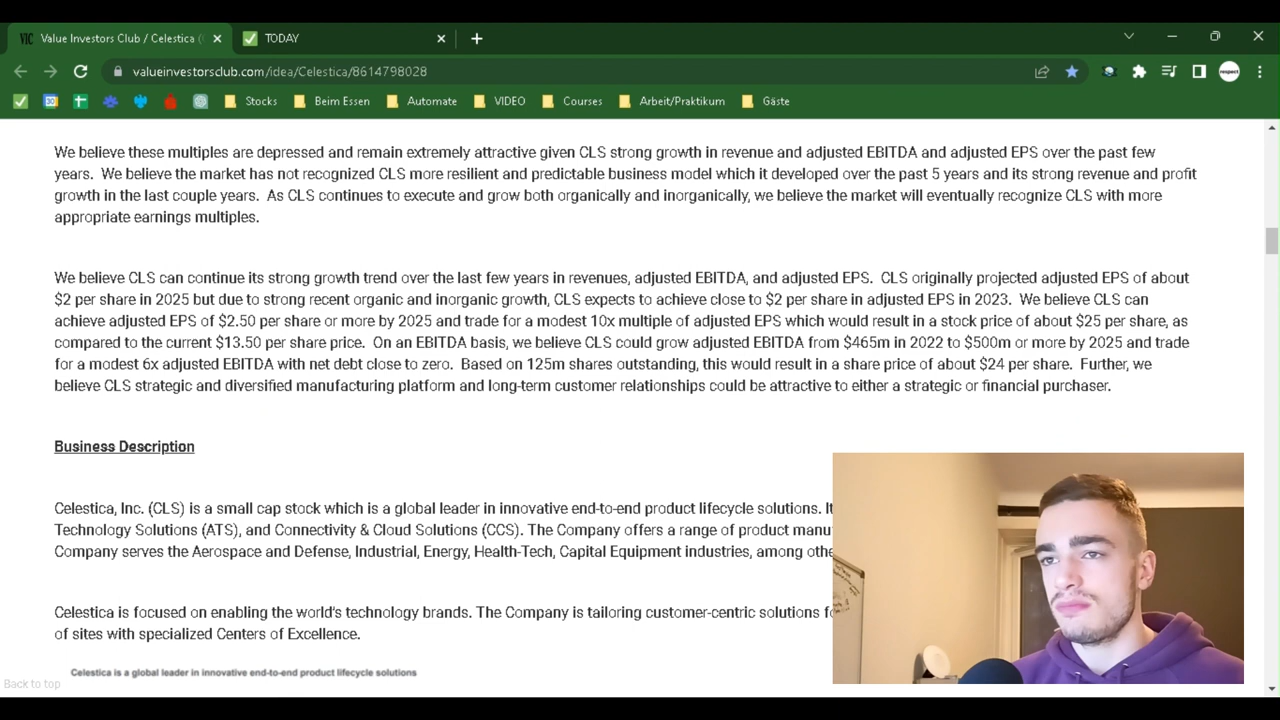 VIC Value Investors Club / Celestica (
TODAY
valueinvestorsclub.com/idea/Celestica/8614798028
respect
30 Stocks Beim Essen Automate VIDEO Courses Arbeit/Praktikum Gäste
We believe these multiples are depressed and remain extremely attractive given CLS strong growth in revenue and adjusted EBITDA and adjusted EPS over the past few
years. We believe the market has not recognized CLS more resilient and predictable business model which it developed over the past 5 years and its strong revenue and profit
growth in the last couple years. As CLS continues to execute and grow both organically and inorganically, we believe the market will eventually recognize CLS with more
appropriate earnings multiples.
We believe CLS can continue its strong growth trend over the last few years in revenues, adjusted EBITDA, and adjusted EPS. CLS originally projected adjusted EPS of about
$2 per share in 2025 but due to strong recent organic and inorganic growth, CLS expects to achieve close to $2 per share in adjusted EPS in 2023. We believe CLS can
achieve adjusted EPS of $2.50 per share or more by 2025 and trade for a modest 10x multiple of adjusted EPS which would result in a stock price of about $25 per share, as
compared to the current $13.50 per share price. On an EBITDA basis, we believe CLS could grow adjusted EBITDA from $465m in 2022 to $500m or more by 2025 and trade
for a modest 6x adjusted EBITDA with net debt close to zero. Based on 125m shares outstanding, this would result in a share price of about $24 per share. Further, we
believe CLS strategic and diversified manufacturing platform and long-term customer relationships could be attractive to either a strategic or financial purchaser.
Business Description
Celestica, Inc. (CLS) is a small cap stock which is a global leader in innovative end-to-end product lifecycle solutions. It
Technology Solutions (ATS), and Connectivity & Cloud Solutions (CCS). The Company offers a range of product manu
Company serves the Aerospace and Defense, Industrial, Energy, Health-Tech, Capital Equipment industries, among othe
Celestica is focused on enabling the world's technology brands. The Company is tailoring customer-centric solutions fo
of sites with specialized Centers of Excellence.
Celestica is a global leader in innovative end-to-end product lifecycle solutions
Back to top